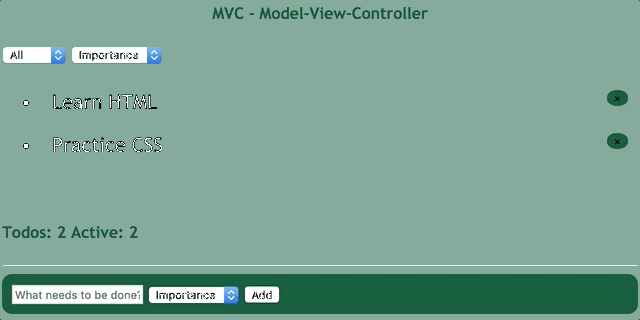 MVC - Model-View-Controller
All Importance
Learn HTML x
Practice CSS x
Todos: 2 Active: 2
What needs to be done? Importance Add